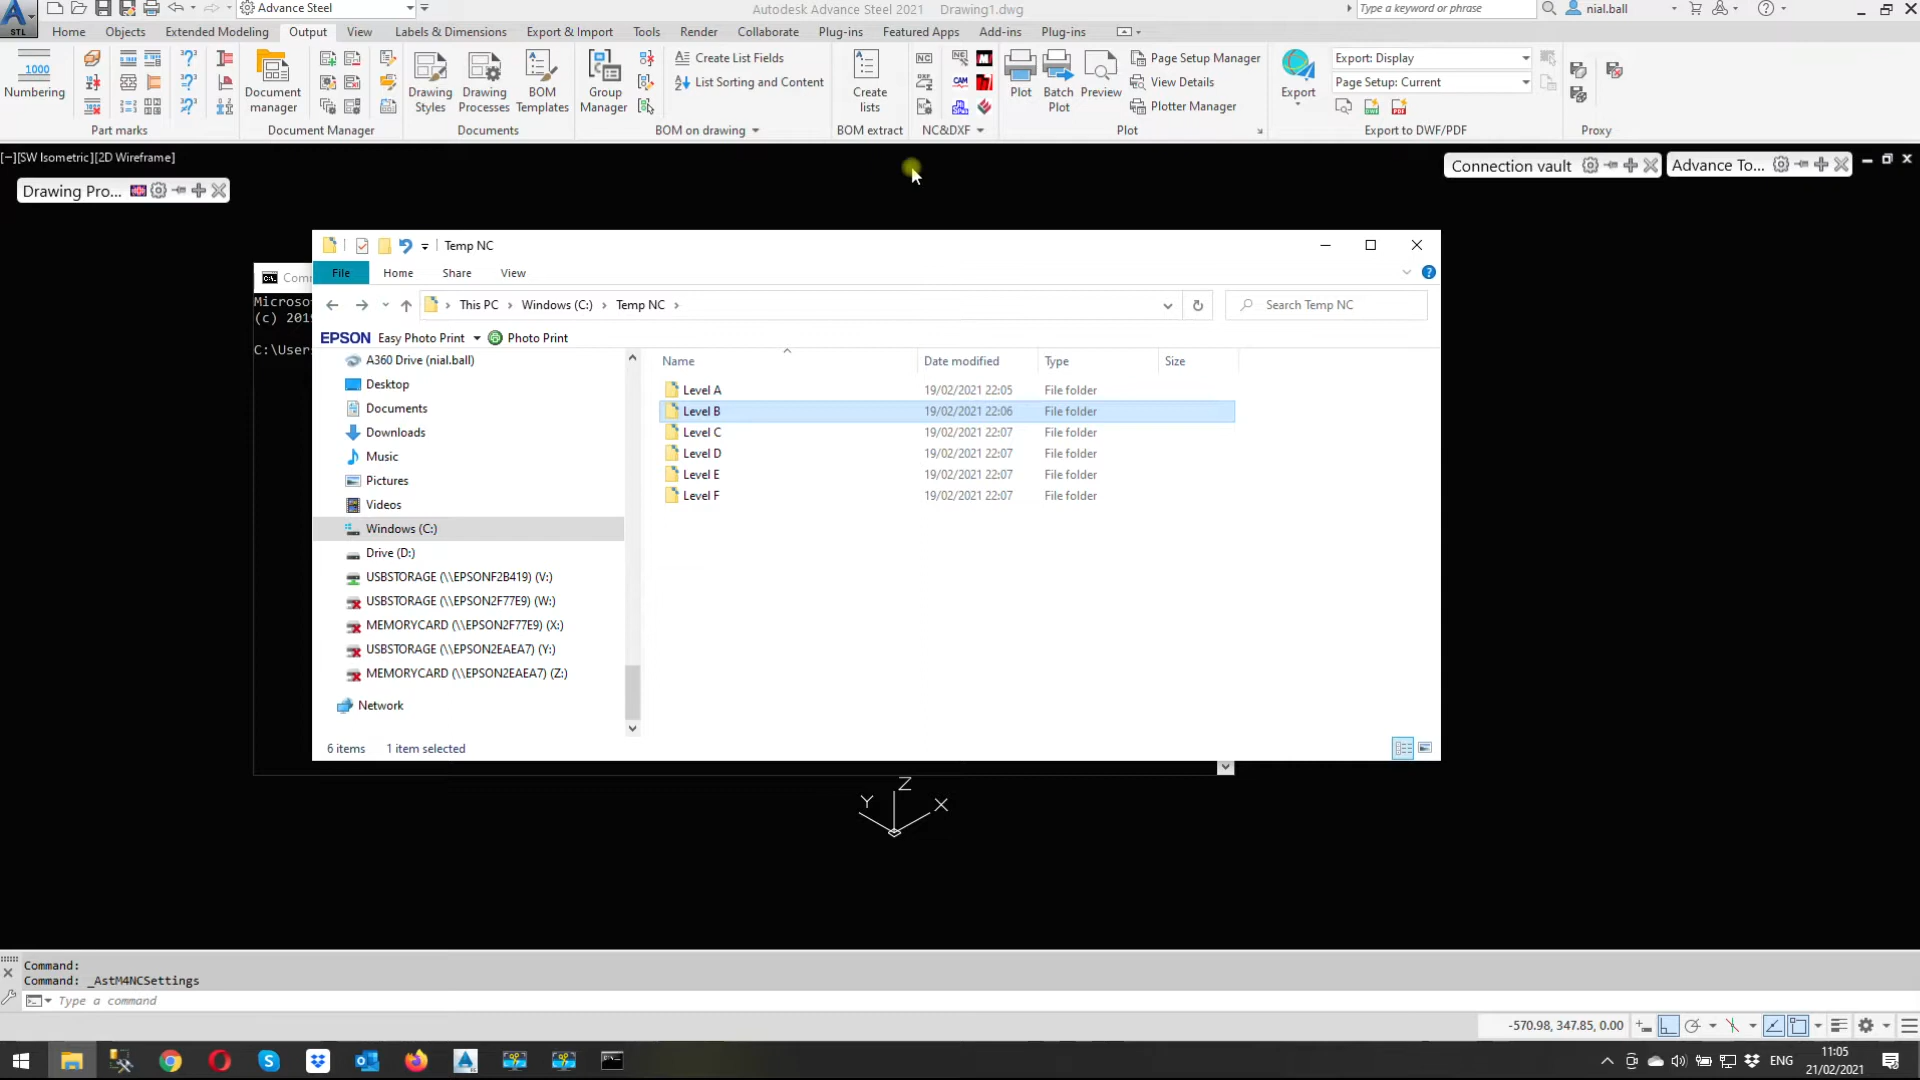 Advance Steel
Autodesk Advance Steel 2021 Drawing1.dwg
Type a keyword or phrase
nial.ball
STL
Home Objects Extended Modeling Output View Labels & Dimensions Export & Import Tools Render Collaborate Plug-ins Featured Apps Add-ins Plug-ins
1000
Numbering
Part marks
Document manager
Document Manager
Drawing Styles
Drawing Processes
BOM Templates
Documents
Group Manager
Create List Fields
List Sorting and Content
BOM on drawing
Create lists
BOM extract
NC
DXF
CAM
NC&DXF
Plot
Batch Plot
Preview
Page Setup Manager
View Details
Plotter Manager
Plot
Export
Export: Display
Page Setup: Current
Export to DWF/PDF
Proxy
[−][SW Isometric][2D Wireframe]
Drawing Pro...
Connection vault
Advance To...
Microso
(c) 201
C:\User
Temp NC
File Home Share View
This PC Windows (C:) Temp NC
Search Temp NC
EPSON Easy Photo Print Photo Print
A360 Drive (nial.ball)
Desktop
Documents
Downloads
Music
Pictures
Videos
Windows (C:)
Drive (D:)
USBSTORAGE (\\EPSONF2B419) (V:)
USBSTORAGE (\\EPSON2F77E9) (W:)
MEMORYCARD (\\EPSON2F77E9) (X:)
USBSTORAGE (\\EPSON2EAEA7) (Y:)
MEMORYCARD (\\EPSON2EAEA7) (Z:)
Network
Name Date modified Type Size
Level A 19/02/2021 22:05 File folder
Level B 19/02/2021 22:06 File folder
Level C 19/02/2021 22:07 File folder
Level D 19/02/2021 22:07 File folder
Level E 19/02/2021 22:07 File folder
Level F 19/02/2021 22:07 File folder
6 items 1 item selected
Z
Y X
Command:
Command: _AstM4NCSettings
Type a command
-570.98, 347.85, 0.00
ENG
11:05
21/02/2021